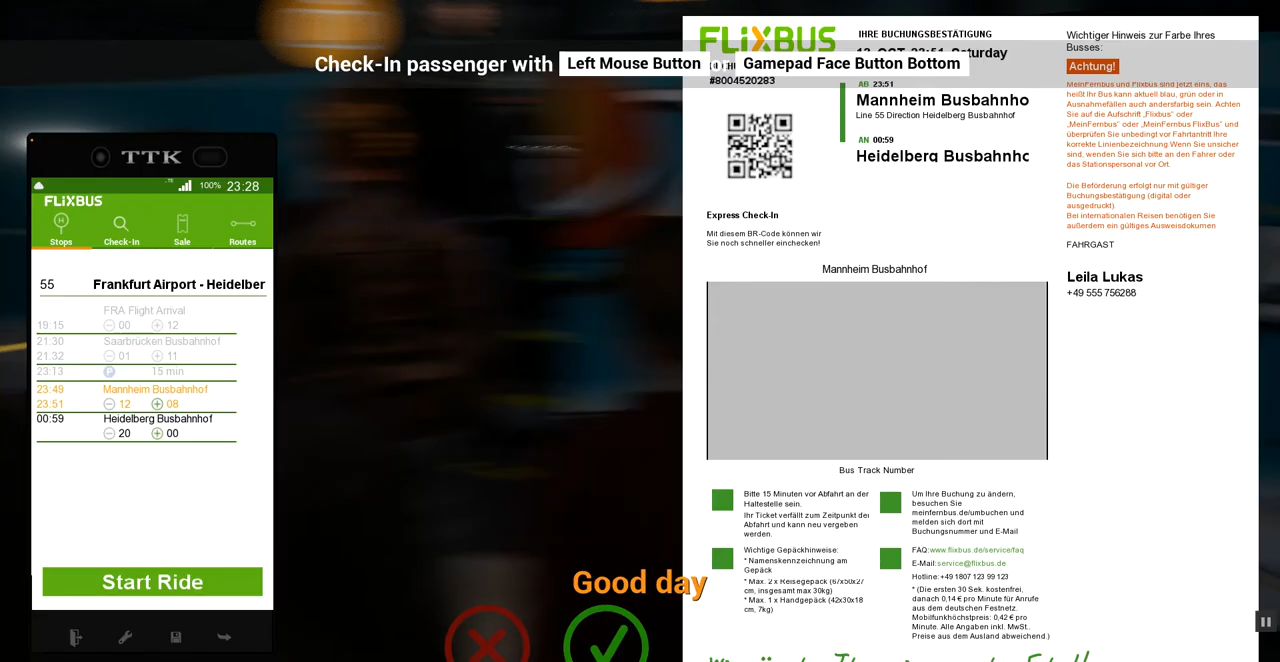 Check-In passenger with Left Mouse Button or Gamepad Face Button Bottom
TTK
100% 23:28
FLiXBUS
Stops Check-In Sale Routes
55 Frankfurt Airport - Heidelber
FRA Flight Arrival
19:15 00 12
21:30 Saarbrücken Busbahnhof
21:32 01 11
23:13 P 15 min
23:49 Mannheim Busbahnhof
23:51 12 08
00:59 Heidelberg Busbahnhof
20 00
Start Ride
Good day
FLiXBUS
#8004520283
Express Check-In
Mit diesem BR-Code können wir
Sie noch schneller einchecken!
IHRE BUCHUNGSBESTÄTIGUNG
12. OCT 23:51 Saturday
AB 23:51
Mannheim Busbahnho
Line 55 Direction Heidelberg Busbahnhof
AN 00:59
Heidelberg Busbahnhc
Mannheim Busbahnhof
Bus Track Number
Bitte 15 Minuten vor Abfahrt an der
Haltestelle sein.
Ihr Ticket verfällt zum Zeitpunkt der
Abfahrt und kann neu vergeben
werden.
Wichtige Gepäckhinweise:
* Namenskennzeichnung am
Gepäck
* Max. 2 x Reisegepäck (67x50x27
cm, insgesamt max 30kg)
* Max. 1 x Handgepäck (42x30x18
cm, 7kg)
Um Ihre Buchung zu ändern,
besuchen Sie
meinfernbus.de/umbuchen und
melden sich dort mit
Buchungsnummer und E-Mail
FAQ:www.flixbus.de/service/faq
E-Mail:service@flixbus.de
Hotline:+49 1807 123 99 123
* (Die ersten 30 Sek. kostenfrei,
danach 0,14 € pro Minute für Anrufe
aus dem deutschen Festnetz.
Mobilfunkhöchstpreis: 0,42 € pro
Minute. Alle Angaben inkl. MwSt..
Preise aus dem Ausland abweichend.)
Wichtiger Hinweis zur Farbe Ihres
Busses:
Achtung!
MeinFernbus und Flixbus sind jetzt eins, das
heißt Ihr Bus kann aktuell blau, grün oder in
Ausnahmefällen auch andersfarbig sein. Achten
Sie auf die Aufschrift „Flixbus" oder
„MeinFernbus" oder „MeinFernbus FlixBus" und
überprüfen Sie unbedingt vor Fahrtantritt Ihre
korrekte Linienbezeichnung Wenn Sie unsicher
sind, wenden Sie sich bitte an den Fahrer oder
das Stationspersonal vor Ort.
Die Beförderung erfolgt nur mit gültiger
Buchungsbestätigung (digital oder
ausgedruckt).
Bei internationalen Reisen benötigen Sie
außerdem ein gültiges Ausweisdokumen
FAHRGAST
Leila Lukas
+49 555 756288